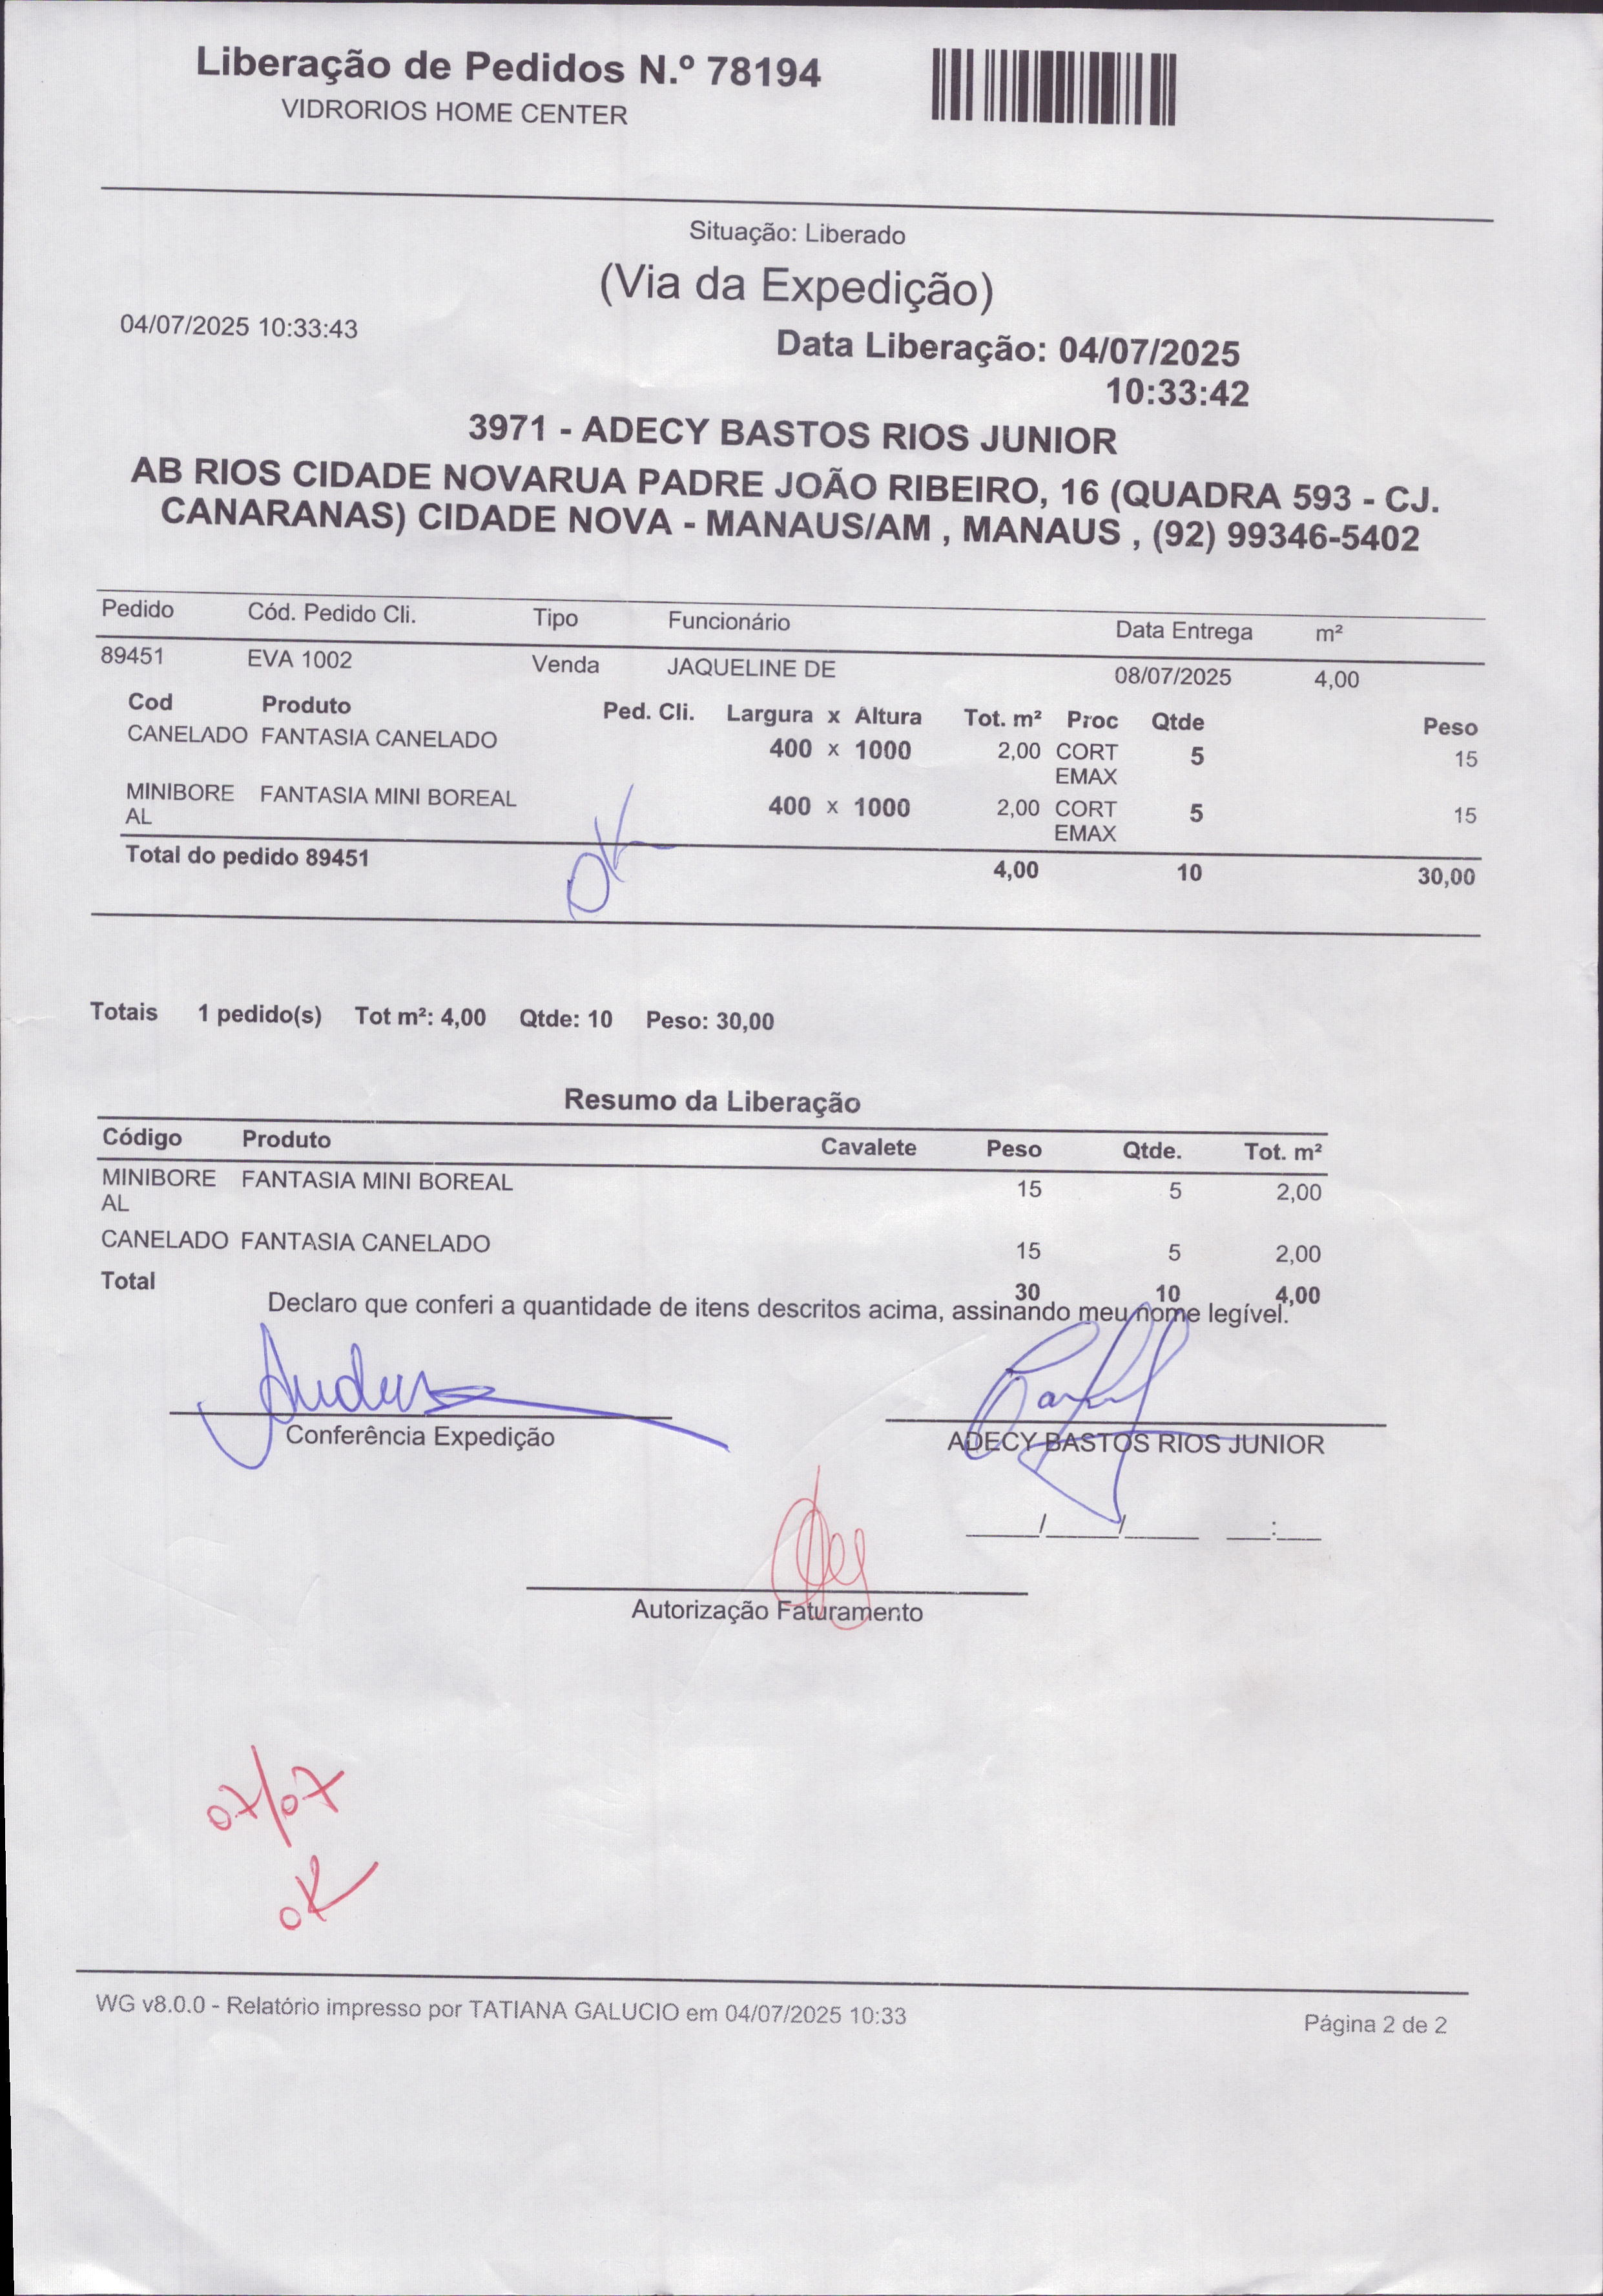 Liberação de Pedidos N.º 78194
VIDRORIOS HOME CENTER
Situação: Liberado
(Via da Expedição)
04/07/2025 10:33:43
Data Liberação: 04/07/2025
10:33:42
3971 - ADECY BASTOS RIOS JUNIOR
AB RIOS CIDADE NOVARUA PADRE JOÃO RIBEIRO, 16 (QUADRA 593 - CJ.
CANARANAS) CIDADE NOVA - MANAUS/AM , MANAUS , (92) 99346-5402
Pedido Cód. Pedido Cli. Tipo Funcionário Data Entrega m²
89451 EVA 1002 Venda JAQUELINE DE 08/07/2025 4,00
Cod Produto Ped. Cli. Largura x Altura Tot. m² Proc Qtde Peso
CANELADO FANTASIA CANELADO 400 x 1000 2,00 CORT 5 15
EMAX
MINIBORE FANTASIA MINI BOREAL 400 x 1000 2,00 CORT 5 15
AL EMAX
Total do pedido 89451 4,00 10 30,00
OK
Totais 1 pedido(s) Tot m²: 4,00 Qtde: 10 Peso: 30,00
Resumo da Liberação
Código Produto Cavalete Peso Qtde. Tot. m²
MINIBORE FANTASIA MINI BOREAL 15 5 2,00
AL
CANELADO FANTASIA CANELADO 15 5 2,00
Total 30 10 4,00
Declaro que conferi a quantidade de itens descritos acima, assinando meu nome legível.
Conferência Expedição ADECY BASTOS RIOS JUNIOR
____/____/____ __:__
Autorização Faturamento
07/07
OK
WG v8.0.0 - Relatório impresso por TATIANA GALUCIO em 04/07/2025 10:33
Página 2 de 2